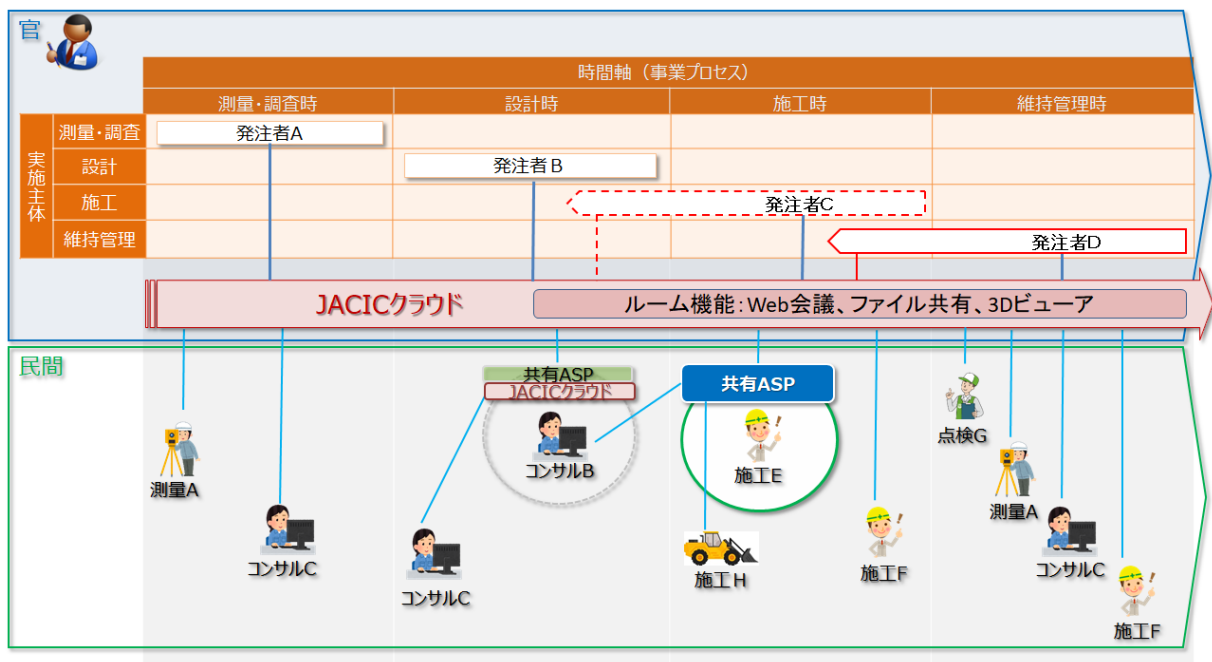 官
時間軸（事業プロセス）
測量・調査時
設計時
施工時
維持管理時
実施主体
測量・調査
発注者A
設計
発注者B
施工
発注者C
維持管理
発注者D
JACICクラウド
ルーム機能：Web会議、ファイル共有、3Dビューア
民間
共有ASP
JACICクラウド
共有ASP
点検G
コンサルB
施工E
測量A
測量A
コンサルC
コンサルC
施工H
施工F
コンサルC
施工F